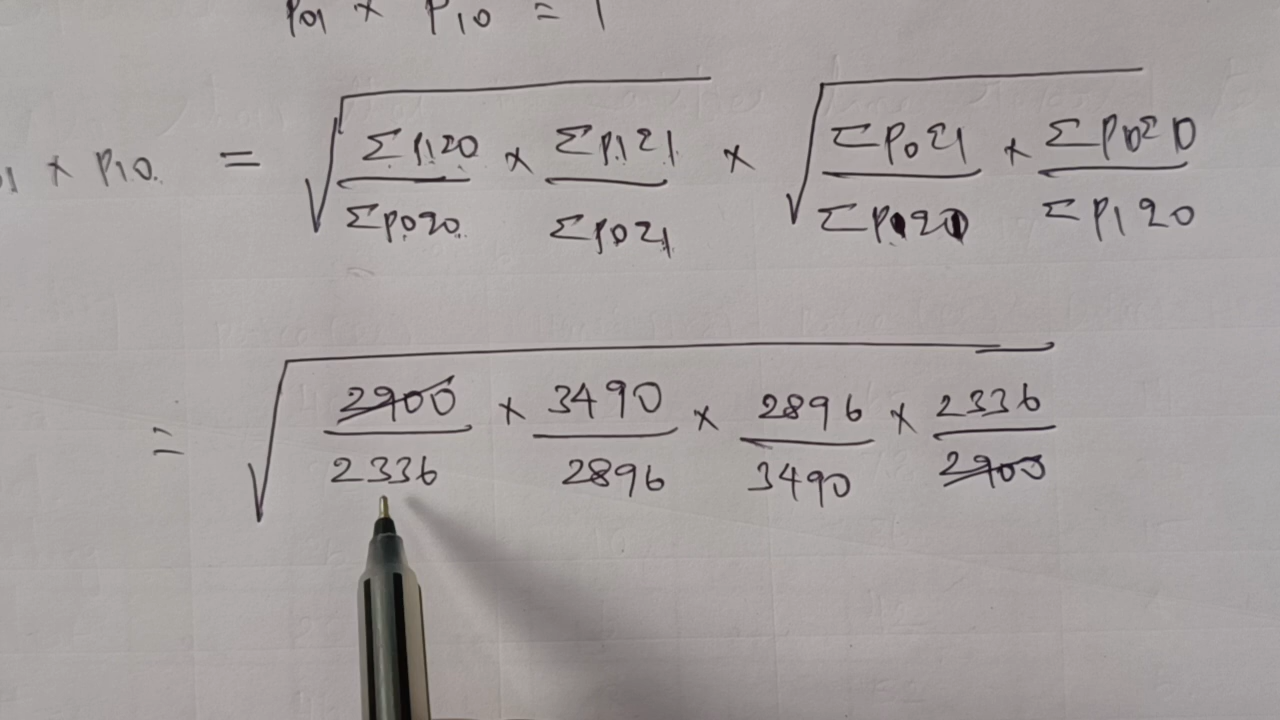 P01 × P10 = 1
1 × P10 = √ ΣP1q0 / ΣP0q0 × ΣP1q1 / ΣP0q1 × √ ΣP0q1 / ΣP1q1 × ΣP0q0 / ΣP1q0
= √ 2900 / 2336 × 3490 / 2896 × 2896 / 3490 × 2336 / 2900